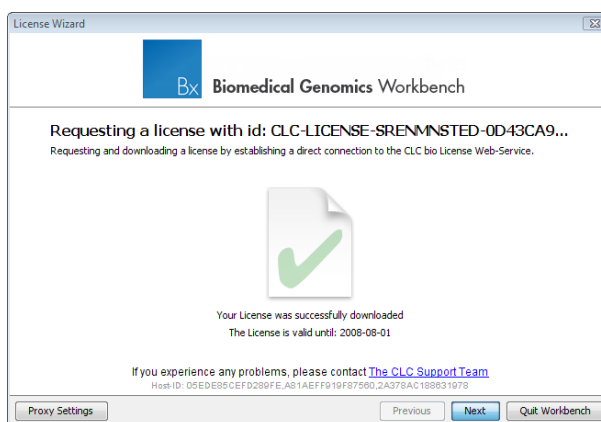 License Wizard
Bx Biomedical Genomics Workbench
Requesting a license with id: CLC-LICENSE-SRENMNSTED-0D43CA9...
Requesting and downloading a license by establishing a direct connection to the CLC bio License Web-Service.
Your License was successfully downloaded
The License is valid until: 2008-08-01
If you experience any problems, please contact The CLC Support Team
Host-ID: D5EDE85CEFD289FE,A81AEFF919F87560,2A378AC188631978
Proxy Settings Previous Next Quit Workbench